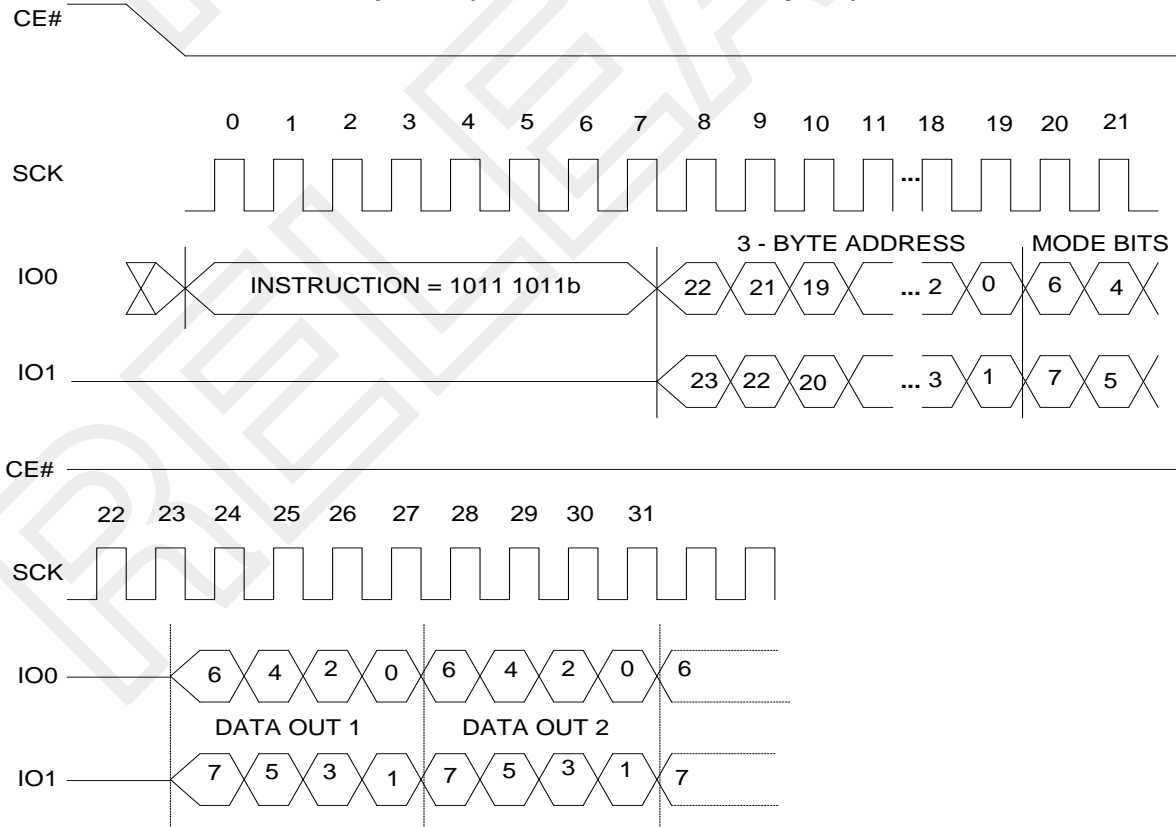 CE#
0 1 2 3 4 5 6 7 8 9 10 11 18 19 20 21
SCK ...
3 - BYTE ADDRESS MODE BITS
IO0 INSTRUCTION = 1011 1011b 22 21 19 ... 2 0 6 4
IO1 23 22 20 ... 3 1 7 5
CE#
22 23 24 25 26 27 28 29 30 31
SCK
IO0 6 4 2 0 6 4 2 0 6
DATA OUT 1 DATA OUT 2
IO1 7 5 3 1 7 5 3 1 7